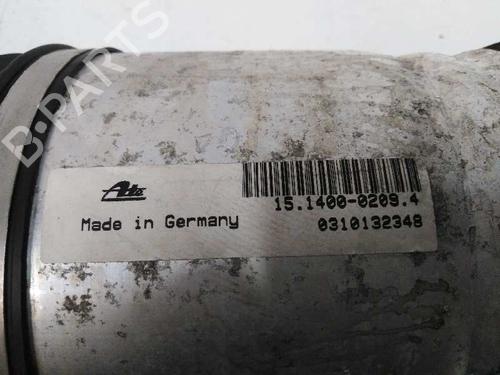 B-PARTS
Ate
15.1400-0209.4
Made in Germany
0310132348